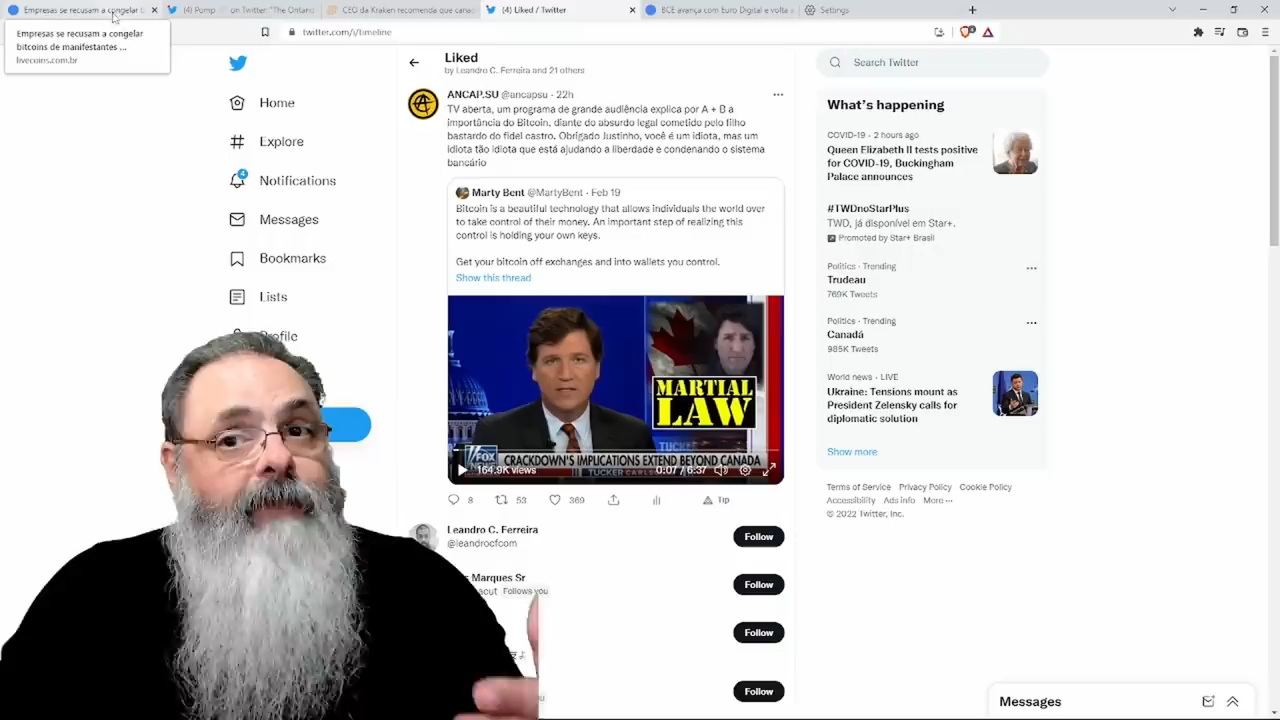 Empresas se recusam a congelar
(4) Pomp on Twitter: "The Ontario
CEO da Kraken recomenda que cana
(4) Liked / Twitter
BCE avança com Euro Digital e volta a
Settings
Empresas se recusam a congelar
bitcoins de manifestantes ...
livecoins.com.br
twitter.com/i/timeline
Home
Explore
4
Notifications
Messages
Bookmarks
Lists
Liked
by Leandro C. Ferreira and 21 others
ANCAP.SU @ancapsu · 22h
TV aberta, um programa de grande audiência explica por A + B a
importância do Bitcoin, diante do absurdo legal cometido pelo filho
bastardo do fidel castro. Obrigado Justinho, você é um idiota, mas um
idiota tão idiota que está ajudando a liberdade e condenando o sistema
bancário
Marty Bent @MartyBent · Feb 19
Bitcoin is a beautiful technology that allows individuals the world over
to take control of their money. An important step of realizing this
control is holding your own keys.
Get your bitcoin off exchanges and into wallets you control.
Show this thread
MARTIAL
LAW
FOX
CRACKDOWN'S IMPLICATIONS EXTEND BEYOND CANADA
164.9K views
0:07 / 6:37
8
53
369
Tip
Leandro C. Ferreira
@leandroofcom
Follow
Marques Sr
Follows you
Follow
Follow
Follow
Search Twitter
What's happening
COVID-19 · 2 hours ago
Queen Elizabeth II tests positive
for COVID-19, Buckingham
Palace announces
#TWDnoStarPlus
TWD, já disponível em Star+.
Promoted by Star+ Brasil
Politics · Trending
Trudeau
769K Tweets
Politics · Trending
Canadá
985K Tweets
World news · LIVE
Ukraine: Tensions mount as
President Zelensky calls for
diplomatic solution
Show more
Terms of Service Privacy Policy Cookie Policy
Accessibility Ads info More ···
© 2022 Twitter, Inc.
Messages